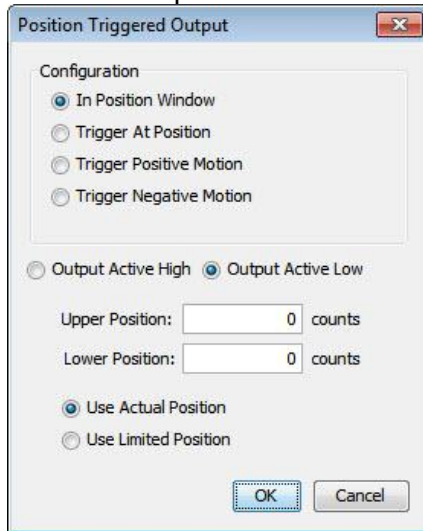 Position Triggered Output
Configuration
In Position Window
Trigger At Position
Trigger Positive Motion
Trigger Negative Motion
Output Active High Output Active Low
Upper Position: 0 counts
Lower Position: 0 counts
Use Actual Position
Use Limited Position
OK Cancel